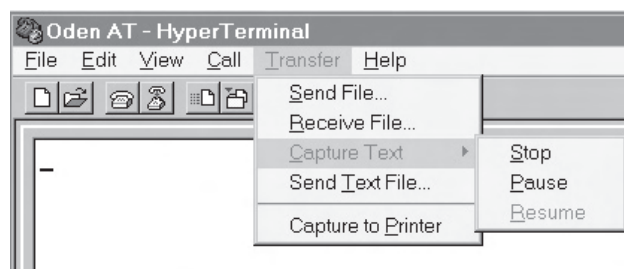 Oden AT - HyperTerminal
File Edit View Call Transfer Help
Send File...
Receive File...
Capture Text
Stop
Send Text File...
Pause
Resume
Capture to Printer